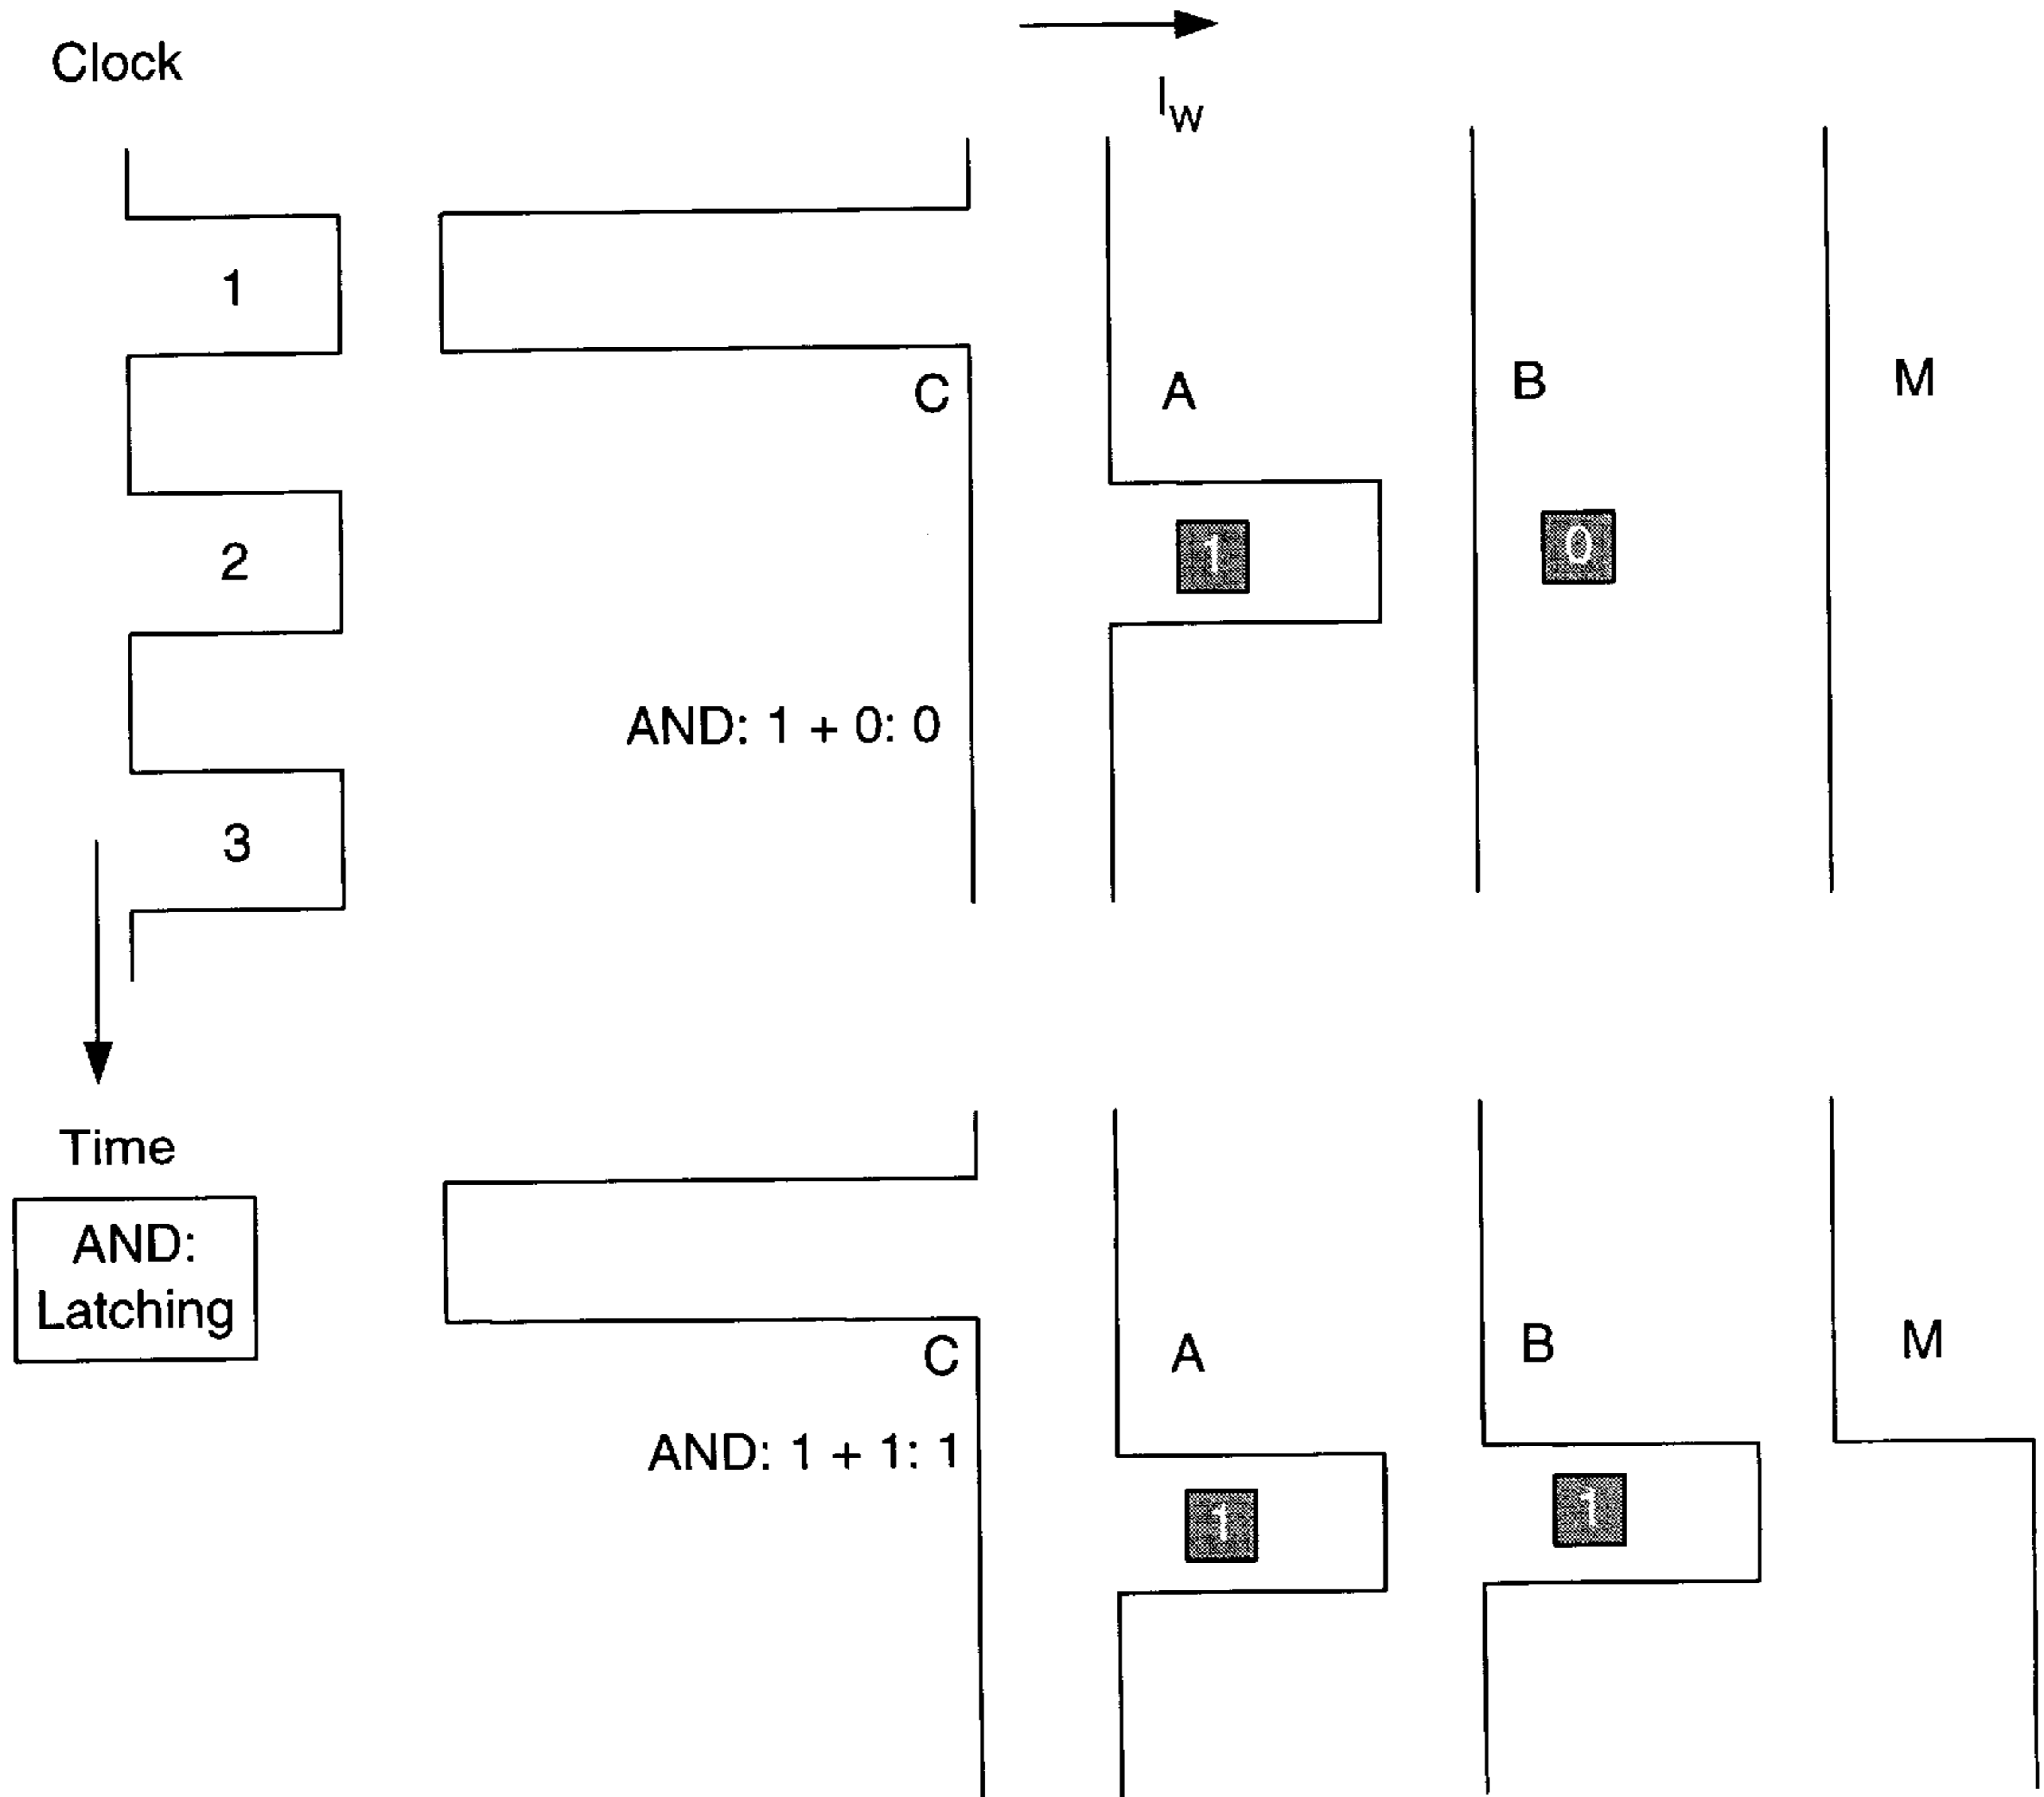 Clock
I_W
1
C
A
B
M
2
1
0
AND: 1 + 0: 0
3
Time
AND:
Latching
C
A
B
M
AND: 1 + 1: 1
1
1